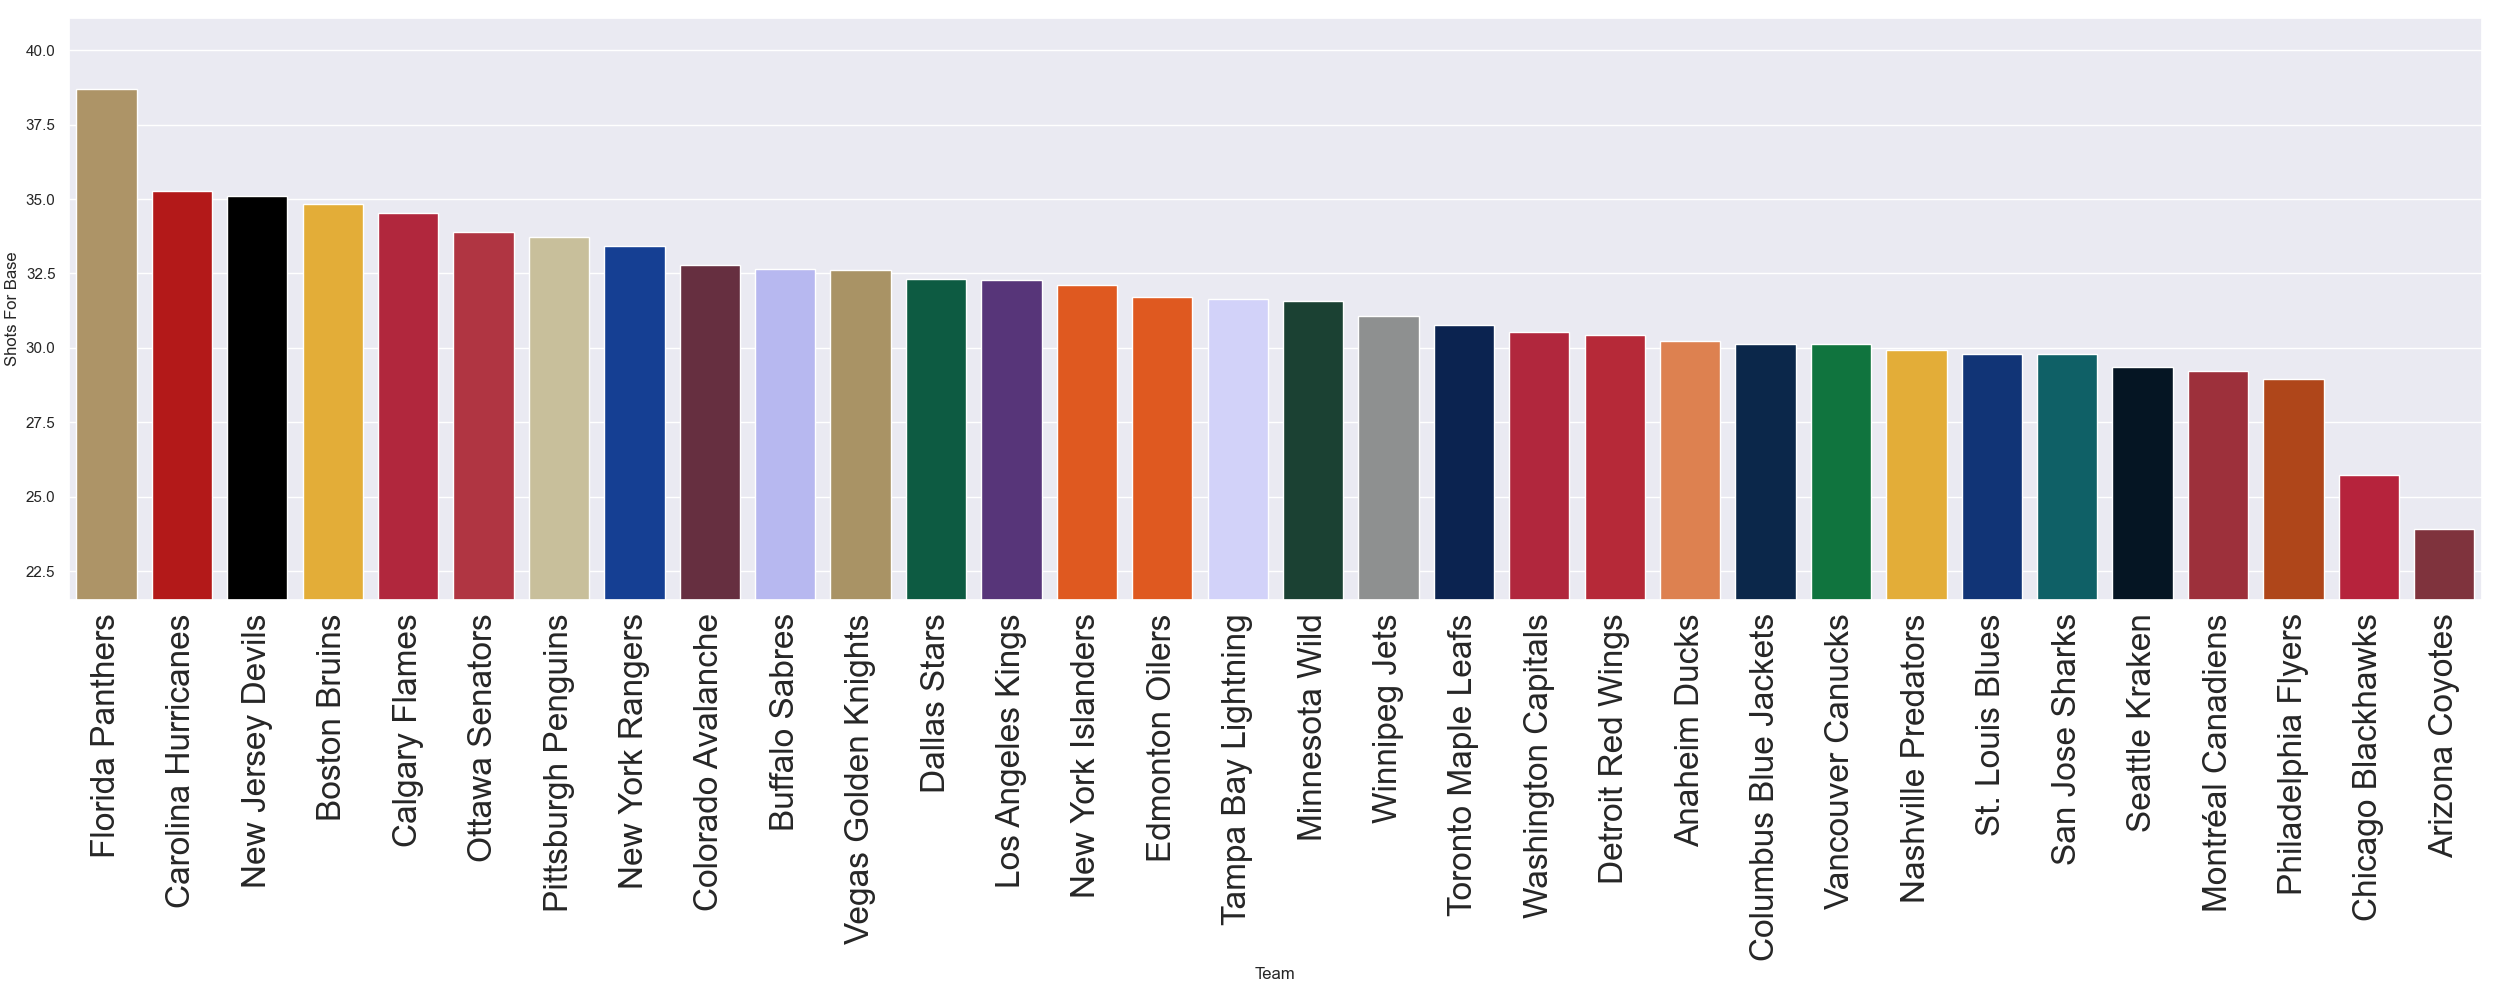 40.0
37.5
35.0
32.5
30.0
27.5
25.0
22.5
Shots For Base
Florida Panthers
Carolina Hurricanes
New Jersey Devils
Boston Bruins
Calgary Flames
Ottawa Senators
Pittsburgh Penguins
New York Rangers
Colorado Avalanche
Buffalo Sabres
Vegas Golden Knights
Dallas Stars
Los Angeles Kings
New York Islanders
Edmonton Oilers
Tampa Bay Lightning
Minnesota Wild
Winnipeg Jets
Toronto Maple Leafs
Washington Capitals
Detroit Red Wings
Anaheim Ducks
Columbus Blue Jackets
Vancouver Canucks
Nashville Predators
St. Louis Blues
San Jose Sharks
Seattle Kraken
Montréal Canadiens
Philadelphia Flyers
Chicago Blackhawks
Arizona Coyotes
Team